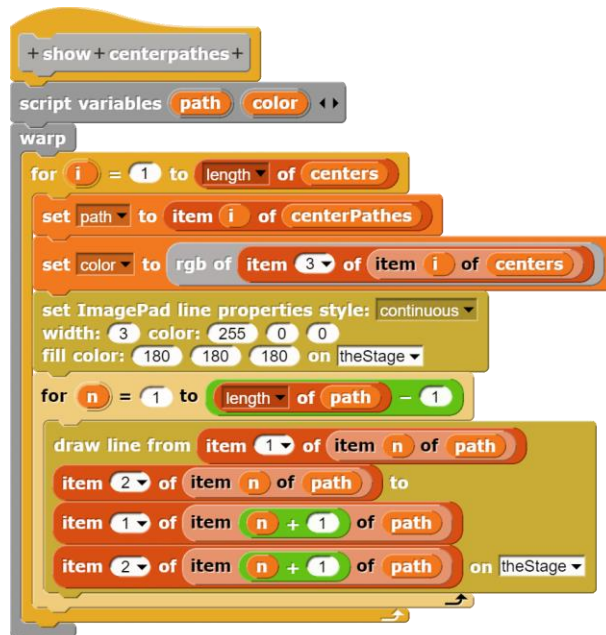 + show + centerpathes +
script variables path color
warp
for i = 1 to length of centers
set path to item i of centerPathes
set color to rgb of item 3 of item i of centers
set ImagePad line properties style: continuous
width: 3 color: 255 0 0
fill color: 180 180 180 on theStage
for n = 1 to length of path - 1
draw line from item 1 of item n of path
item 2 of item n of path to
item 1 of item n + 1 of path
item 2 of item n + 1 of path on theStage